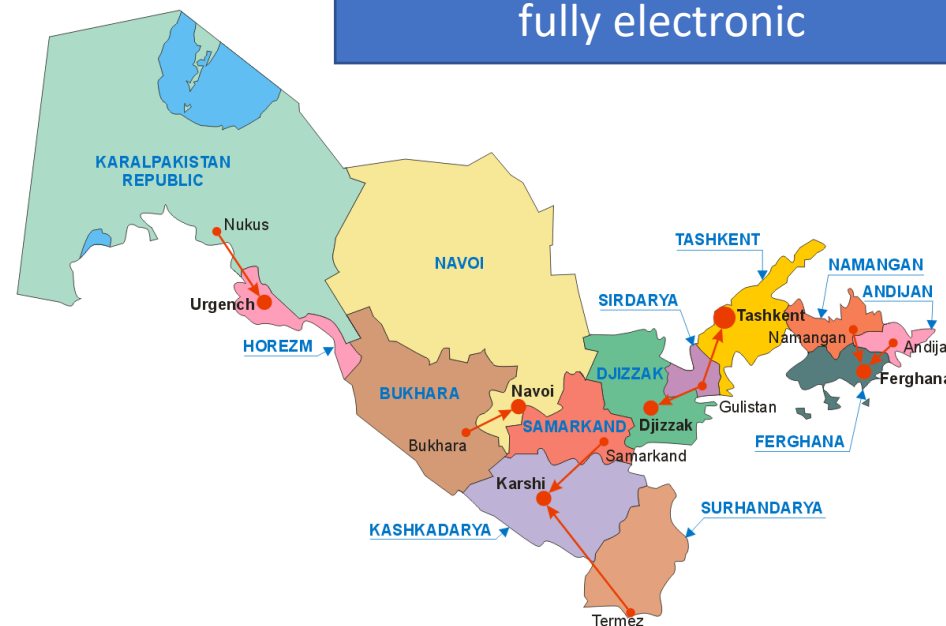 fully electronic
KARALPAKISTAN
REPUBLIC
Nukus
Urgench
HOREZM
NAVOI
TASHKENT
NAMANGAN
ANDIJAN
SIRDARYA
Tashkent
Namangan
Andija
Ferghana
DJIZZAK
BUKHARA
Navoi
Gulistan
SAMARKAND
Djizzak
FERGHANA
Bukhara
Samarkand
Karshi
SURHANDARYA
KASHKADARYA
Termez